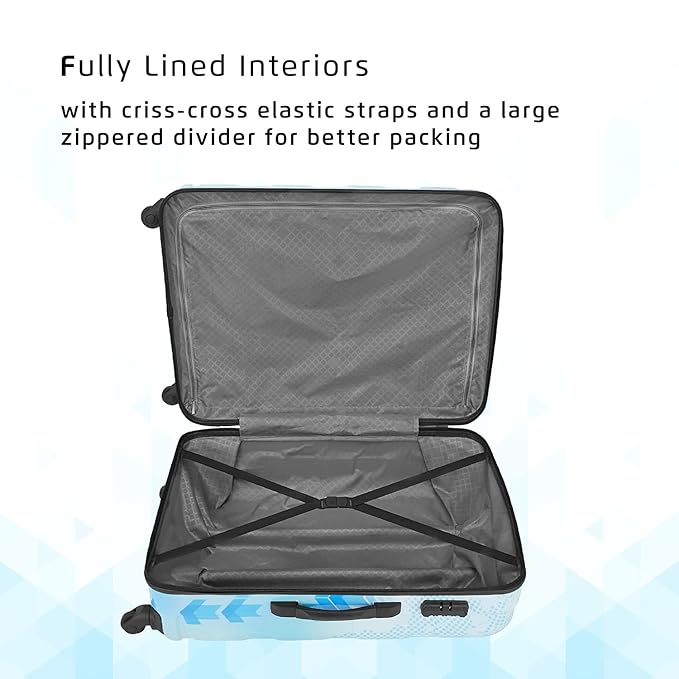 Fully Lined Interiors
with criss-cross elastic straps and a large
zippered divider for better packing